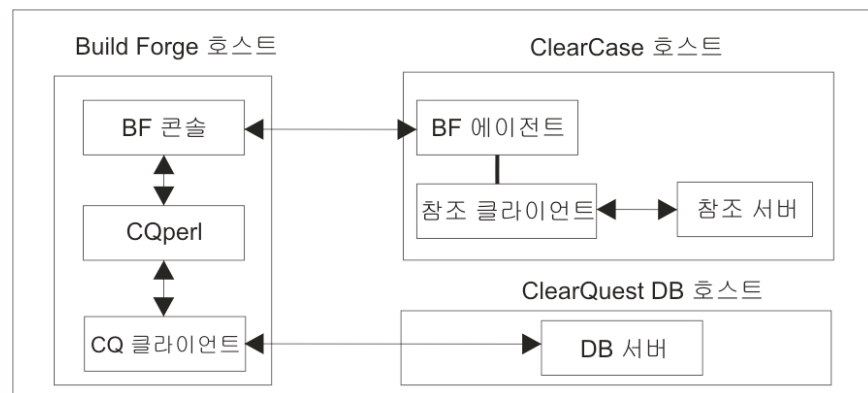 Build Forge 호스트
BF 콘솔
CQperl
CQ 클라이언트
ClearCase 호스트
BF 에이전트
참조 클라이언트
참조 서버
ClearQuest DB 호스트
DB 서버